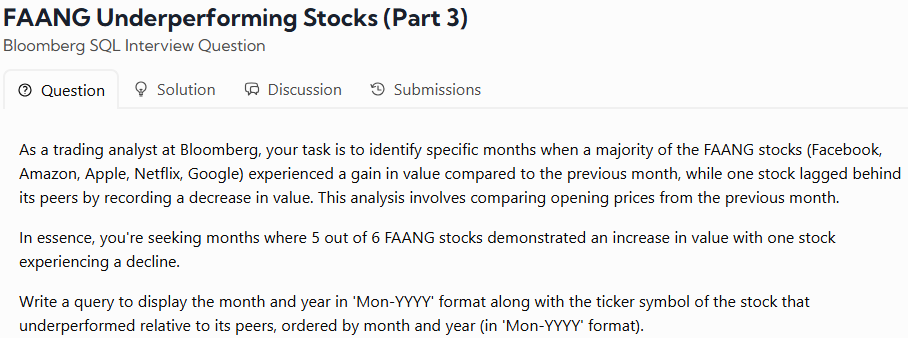 FAANG Underperforming Stocks (Part 3)
Bloomberg SQL Interview Question
Question Solution Discussion Submissions
As a trading analyst at Bloomberg, your task is to identify specific months when a majority of the FAANG stocks (Facebook,
Amazon, Apple, Netflix, Google) experienced a gain in value compared to the previous month, while one stock lagged behind
its peers by recording a decrease in value. This analysis involves comparing opening prices from the previous month.
In essence, you're seeking months where 5 out of 6 FAANG stocks demonstrated an increase in value with one stock
experiencing a decline.
Write a query to display the month and year in 'Mon-YYYY' format along with the ticker symbol of the stock that
underperformed relative to its peers, ordered by month and year (in 'Mon-YYYY' format).